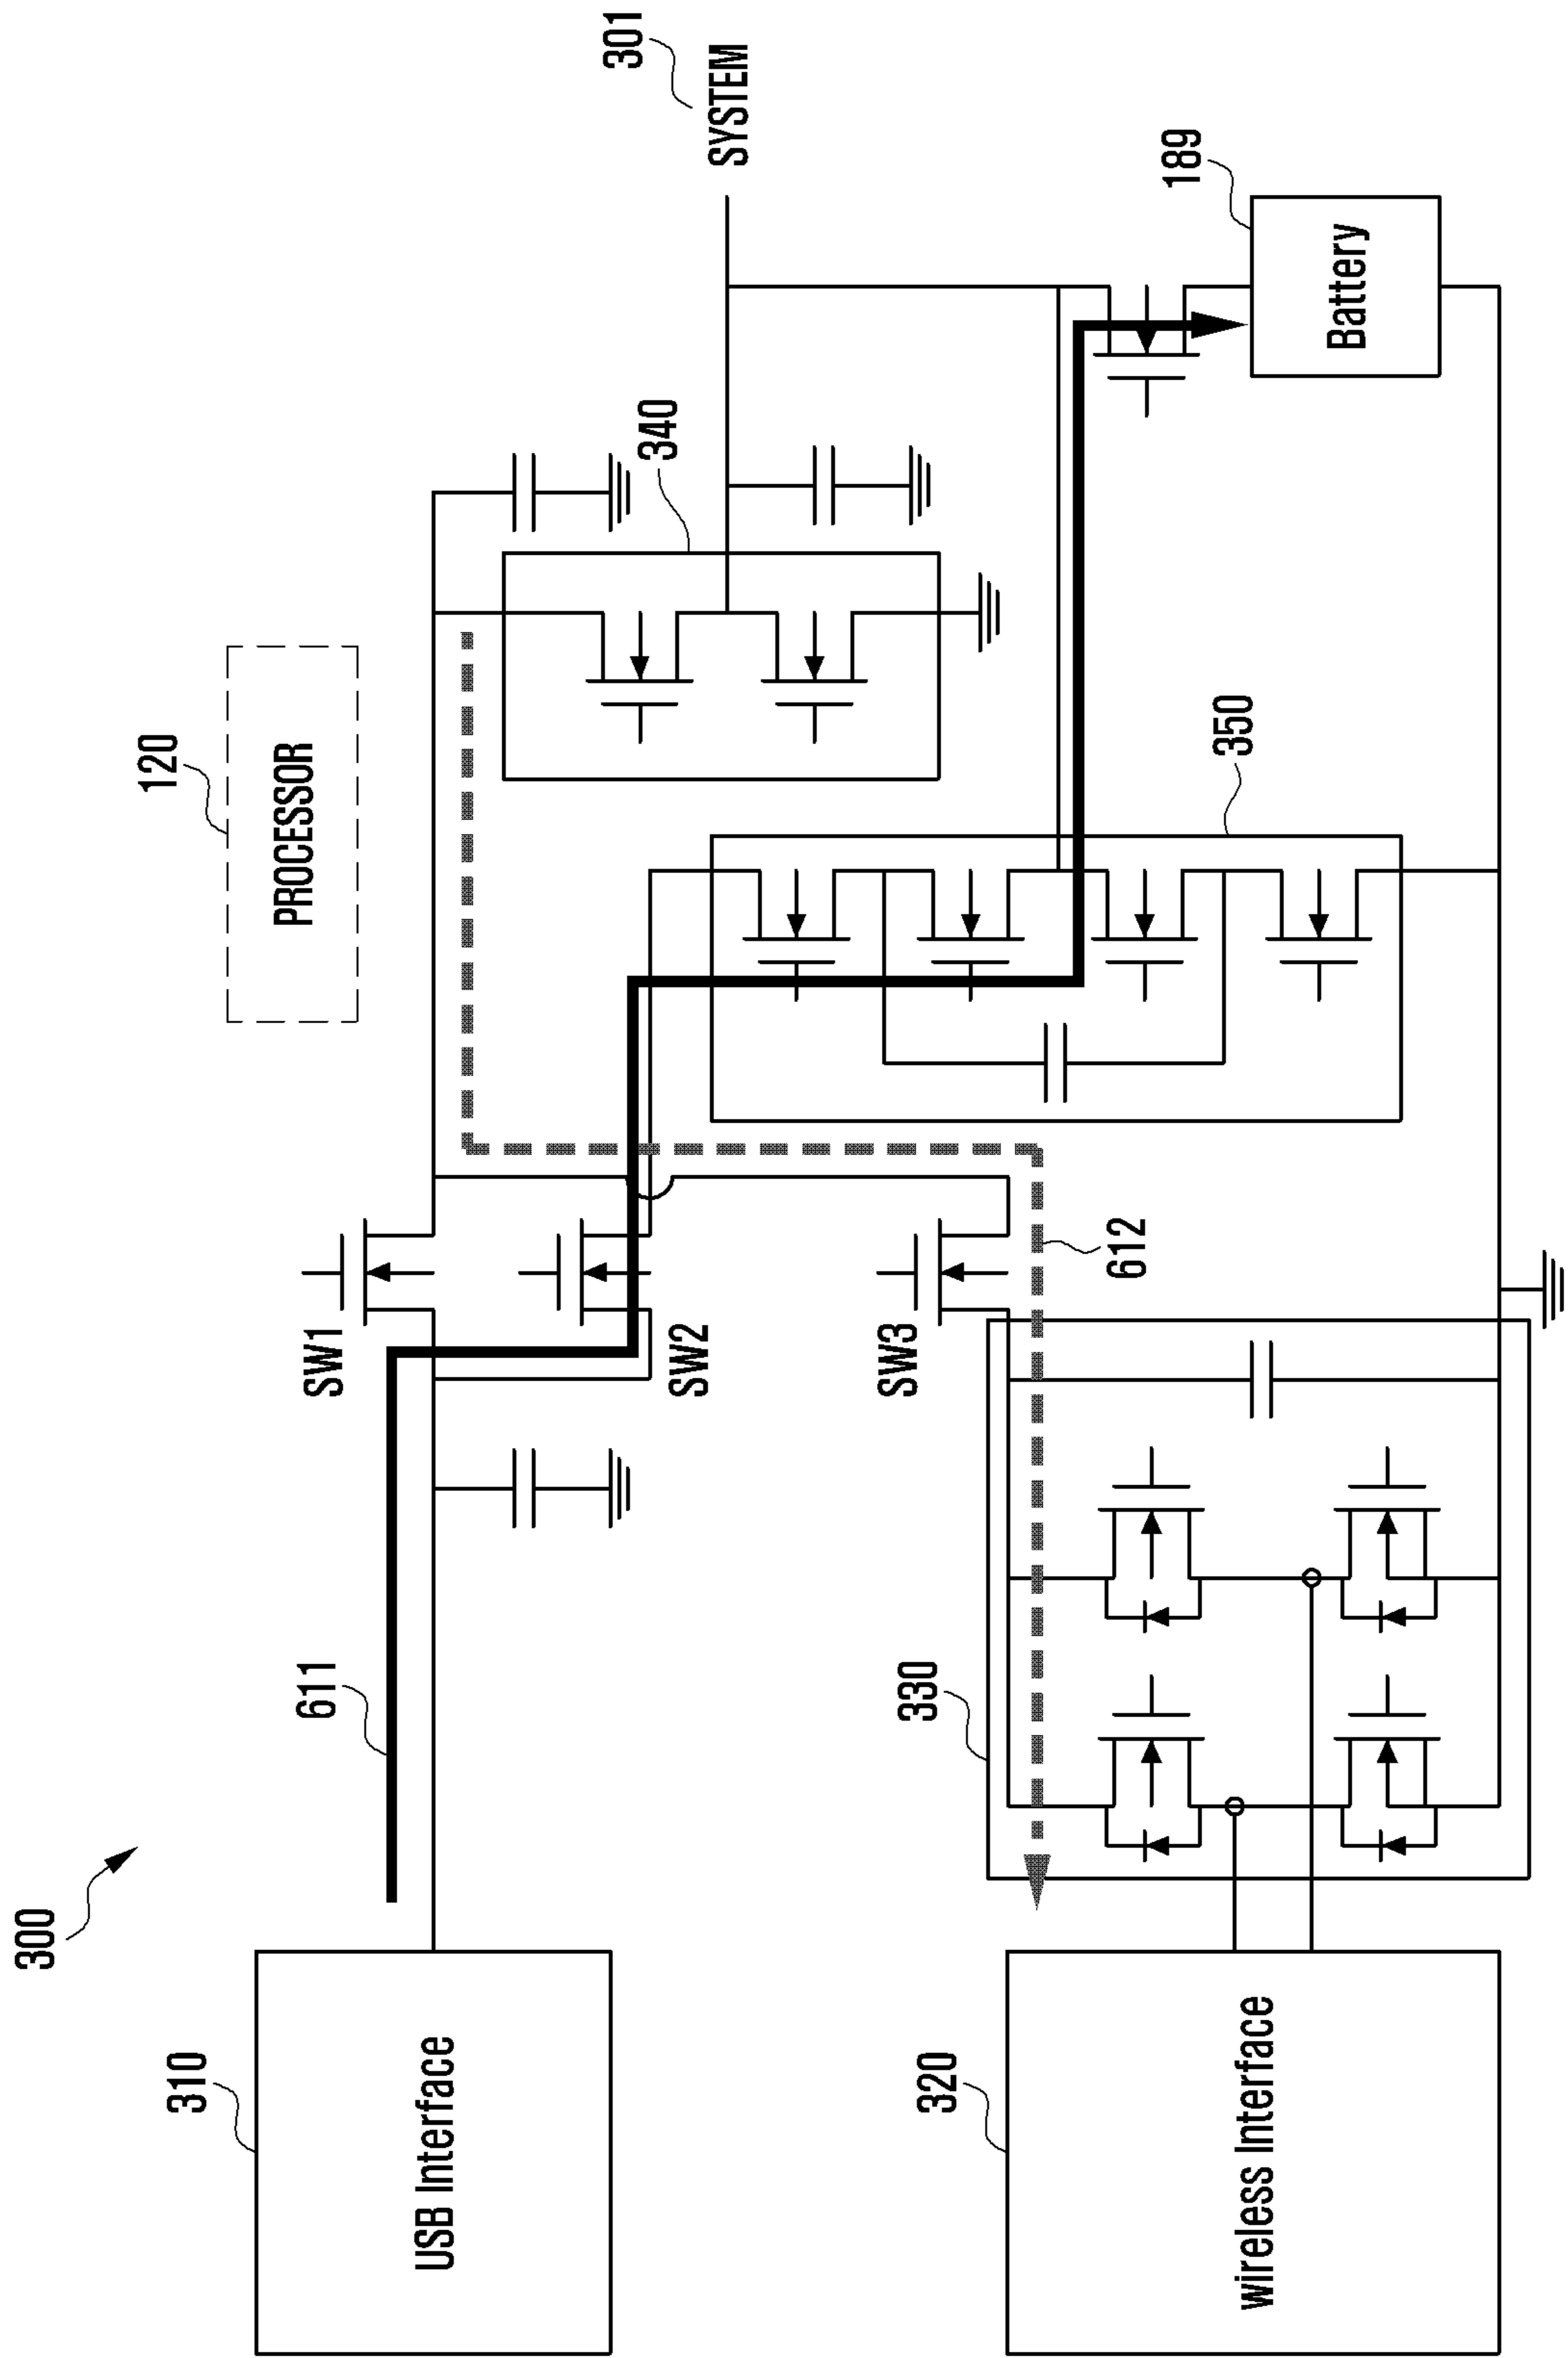 300
310
USB Interface
611
SW1
SW2
120
PROCESSOR
340
301
SYSTEM
320
wireless Interface
330
SW3
612
350
189
Battery